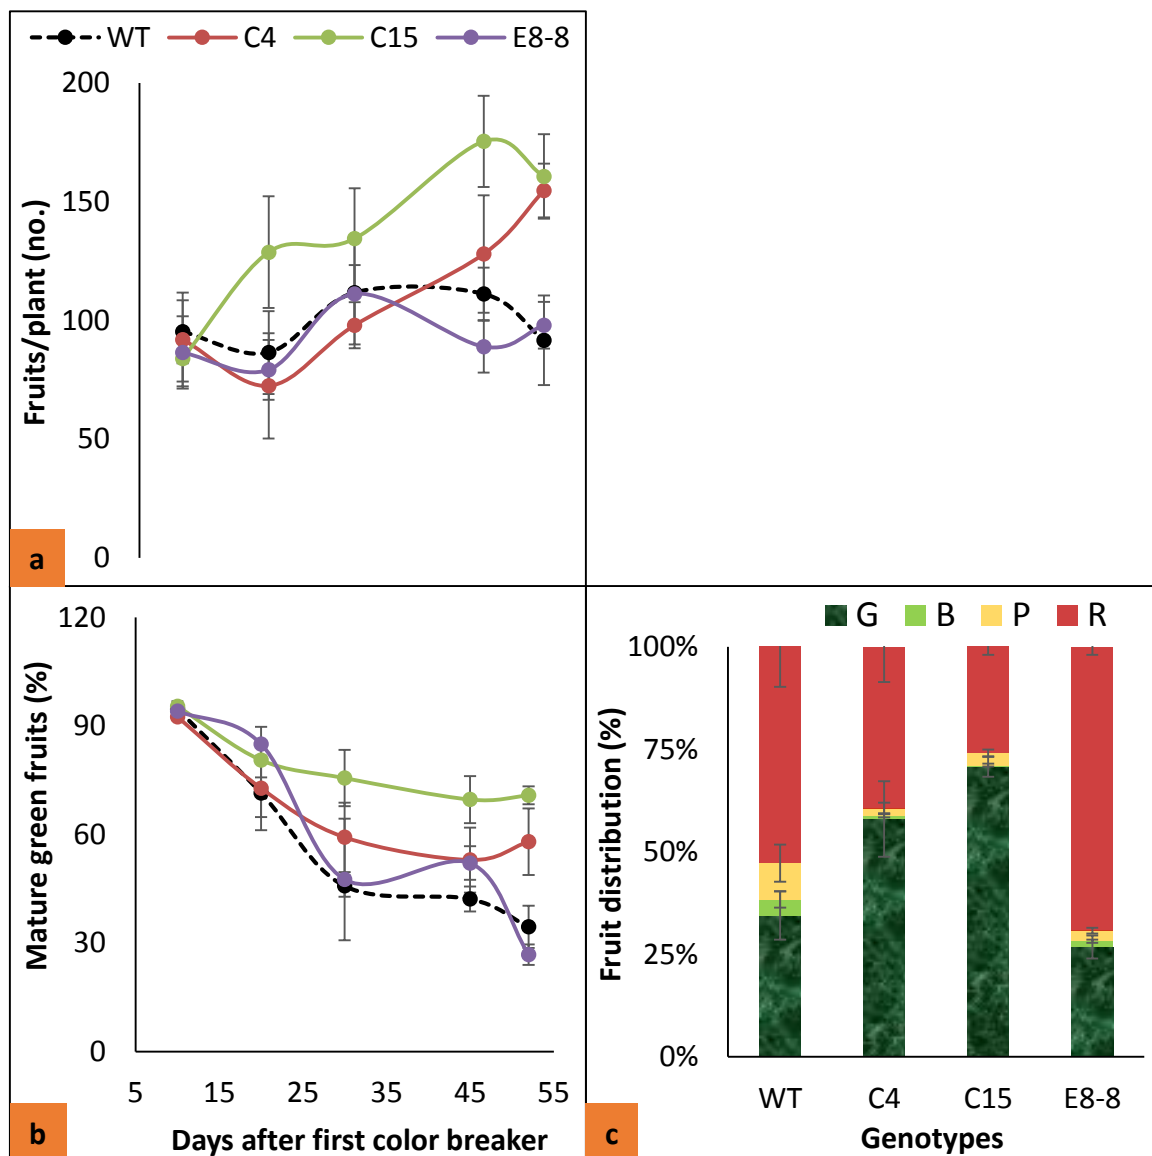 WT C4 C15 E8-8
200
150
100
50
0
Fruits/plant (no.)
a
120
90
60
30
0
Mature green fruits (%)
5 15 25 35 45 55
Days after first color breaker
b
G B P R
100%
75%
50%
25%
0%
Fruit distribution (%)
WT C4 C15 E8-8
Genotypes
c